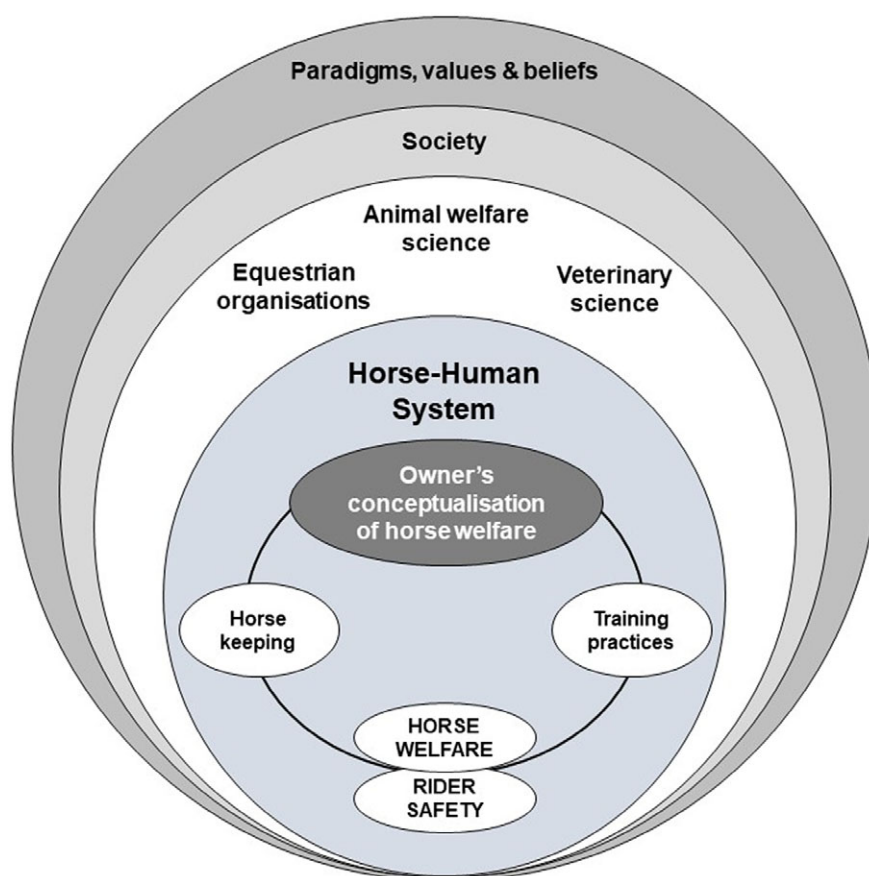 Paradigms, values & beliefs
Society
Animal welfare
science
Equestrian
organisations
Veterinary
science
Horse-Human
System
Owner's
conceptualisation
of horse welfare
Horse
keeping
Training
practices
HORSE
WELFARE
RIDER
SAFETY